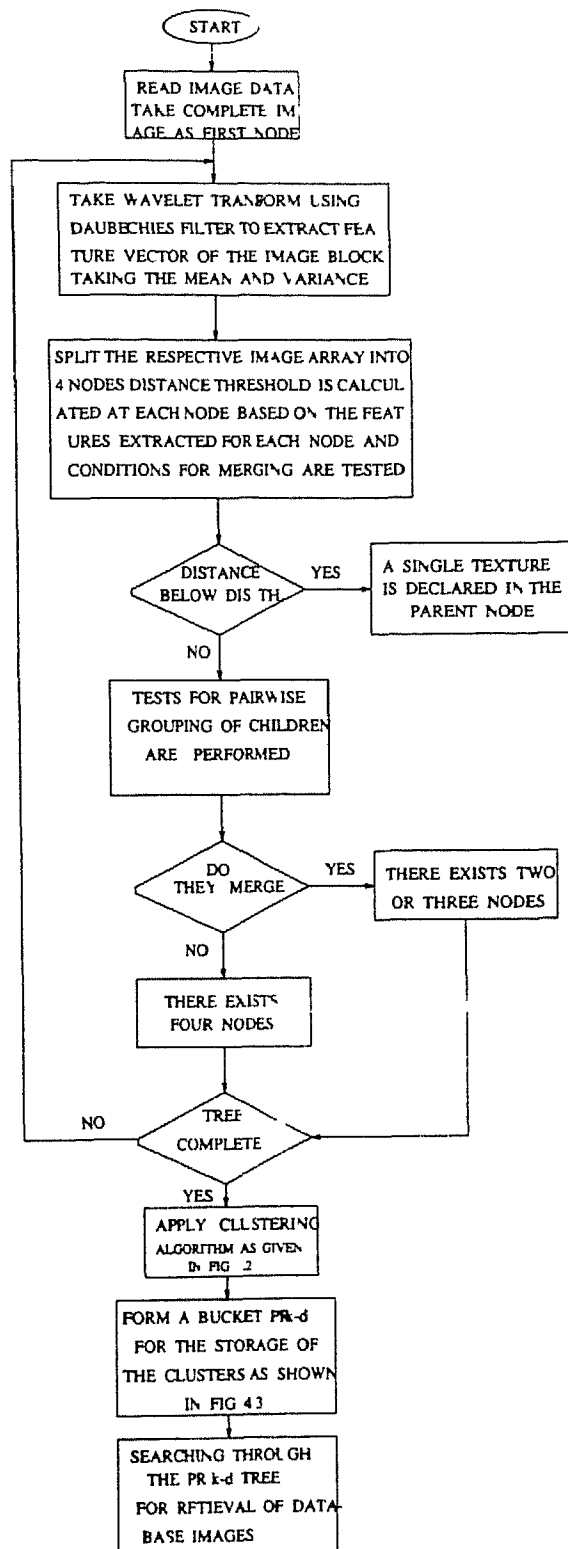 START
READ IMAGE DATA
TAKE COMPLETE IM
AGE AS FIRST NODE
TAKE WAVELET TRANSFORM USING
DAUBECHIES FILTER TO EXTRACT FEA
TURE VECTOR OF THE IMAGE BLOCK
TAKING THE MEAN AND VARIANCE
SPLIT THE RESPECTIVE IMAGE ARRAY INTO
4 NODES DISTANCE THRESHOLD IS CALCUL
ATED AT EACH NODE BASED ON THE FEAT
URES EXTRACTED FOR EACH NODE AND
CONDITIONS FOR MERGING ARE TESTED
DISTANCE
BELOW DIS TH.
YES
A SINGLE TEXTURE
IS DECLARED IN THE
PARENT NODE
NO
TESTS FOR PAIRWISE
GROUPING OF CHILDREN
ARE PERFORMED
DO
THEY MERGE
YES
THERE EXISTS TWO
OR THREE NODES
NO
THERE EXISTS
FOUR NODES
TREE
COMPLETE
NO
YES
APPLY CLUSTERING
ALGORITHM AS GIVEN
IN FIG .2
FORM A BUCKET PRk-d
FOR THE STORAGE OF
THE CLUSTERS AS SHOWN
IN FIG 4 3
SEARCHING THROUGH
THE PR k-d TREE
FOR RETIEVAL OF DATA-
BASE IMAGES